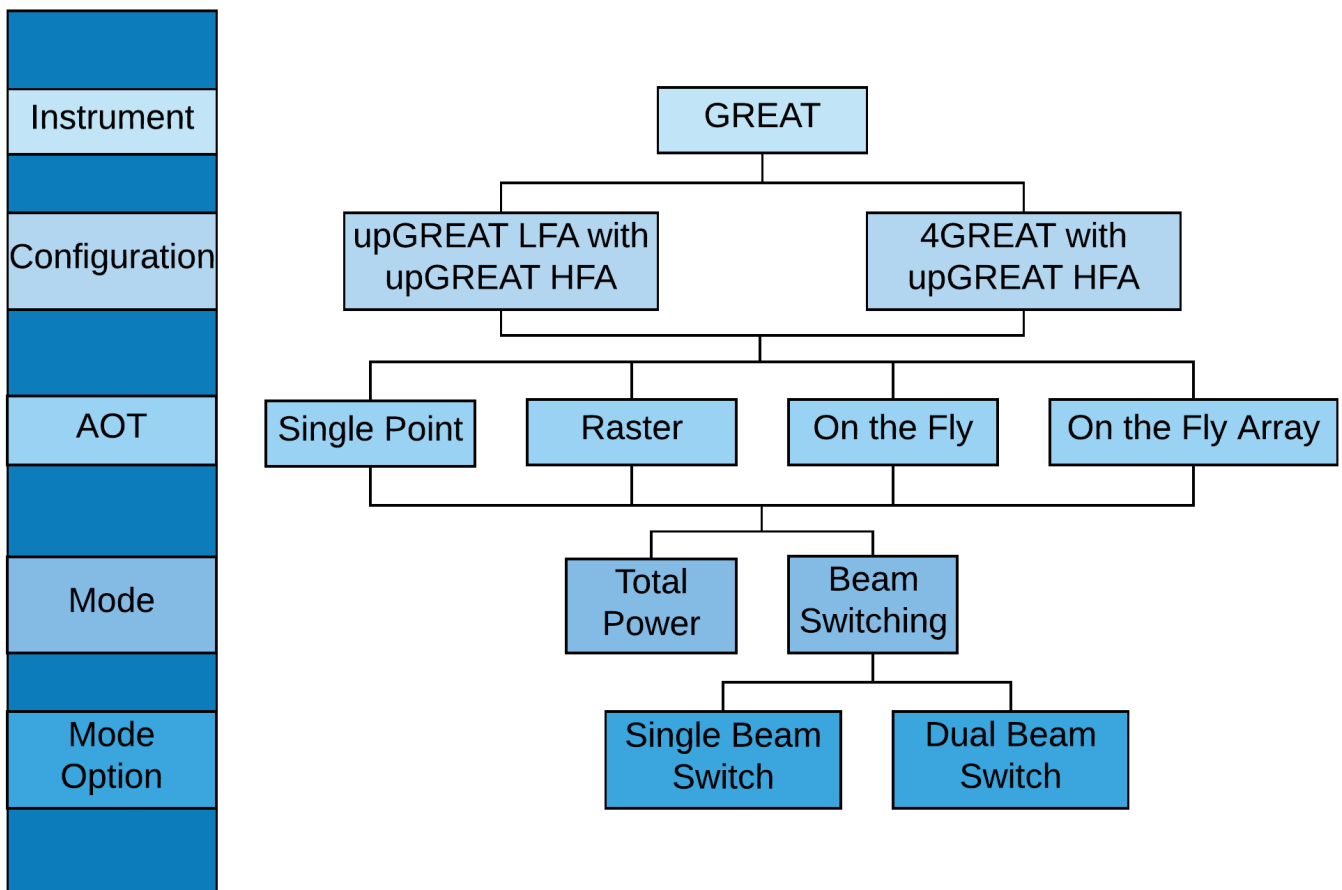 Instrument
GREAT
Configuration
upGREAT LFA with
upGREAT HFA
4GREAT with
upGREAT HFA
AOT
Single Point
Raster
On the Fly
On the Fly Array
Mode
Total
Power
Beam
Switching
Mode
Option
Single Beam
Switch
Dual Beam
Switch